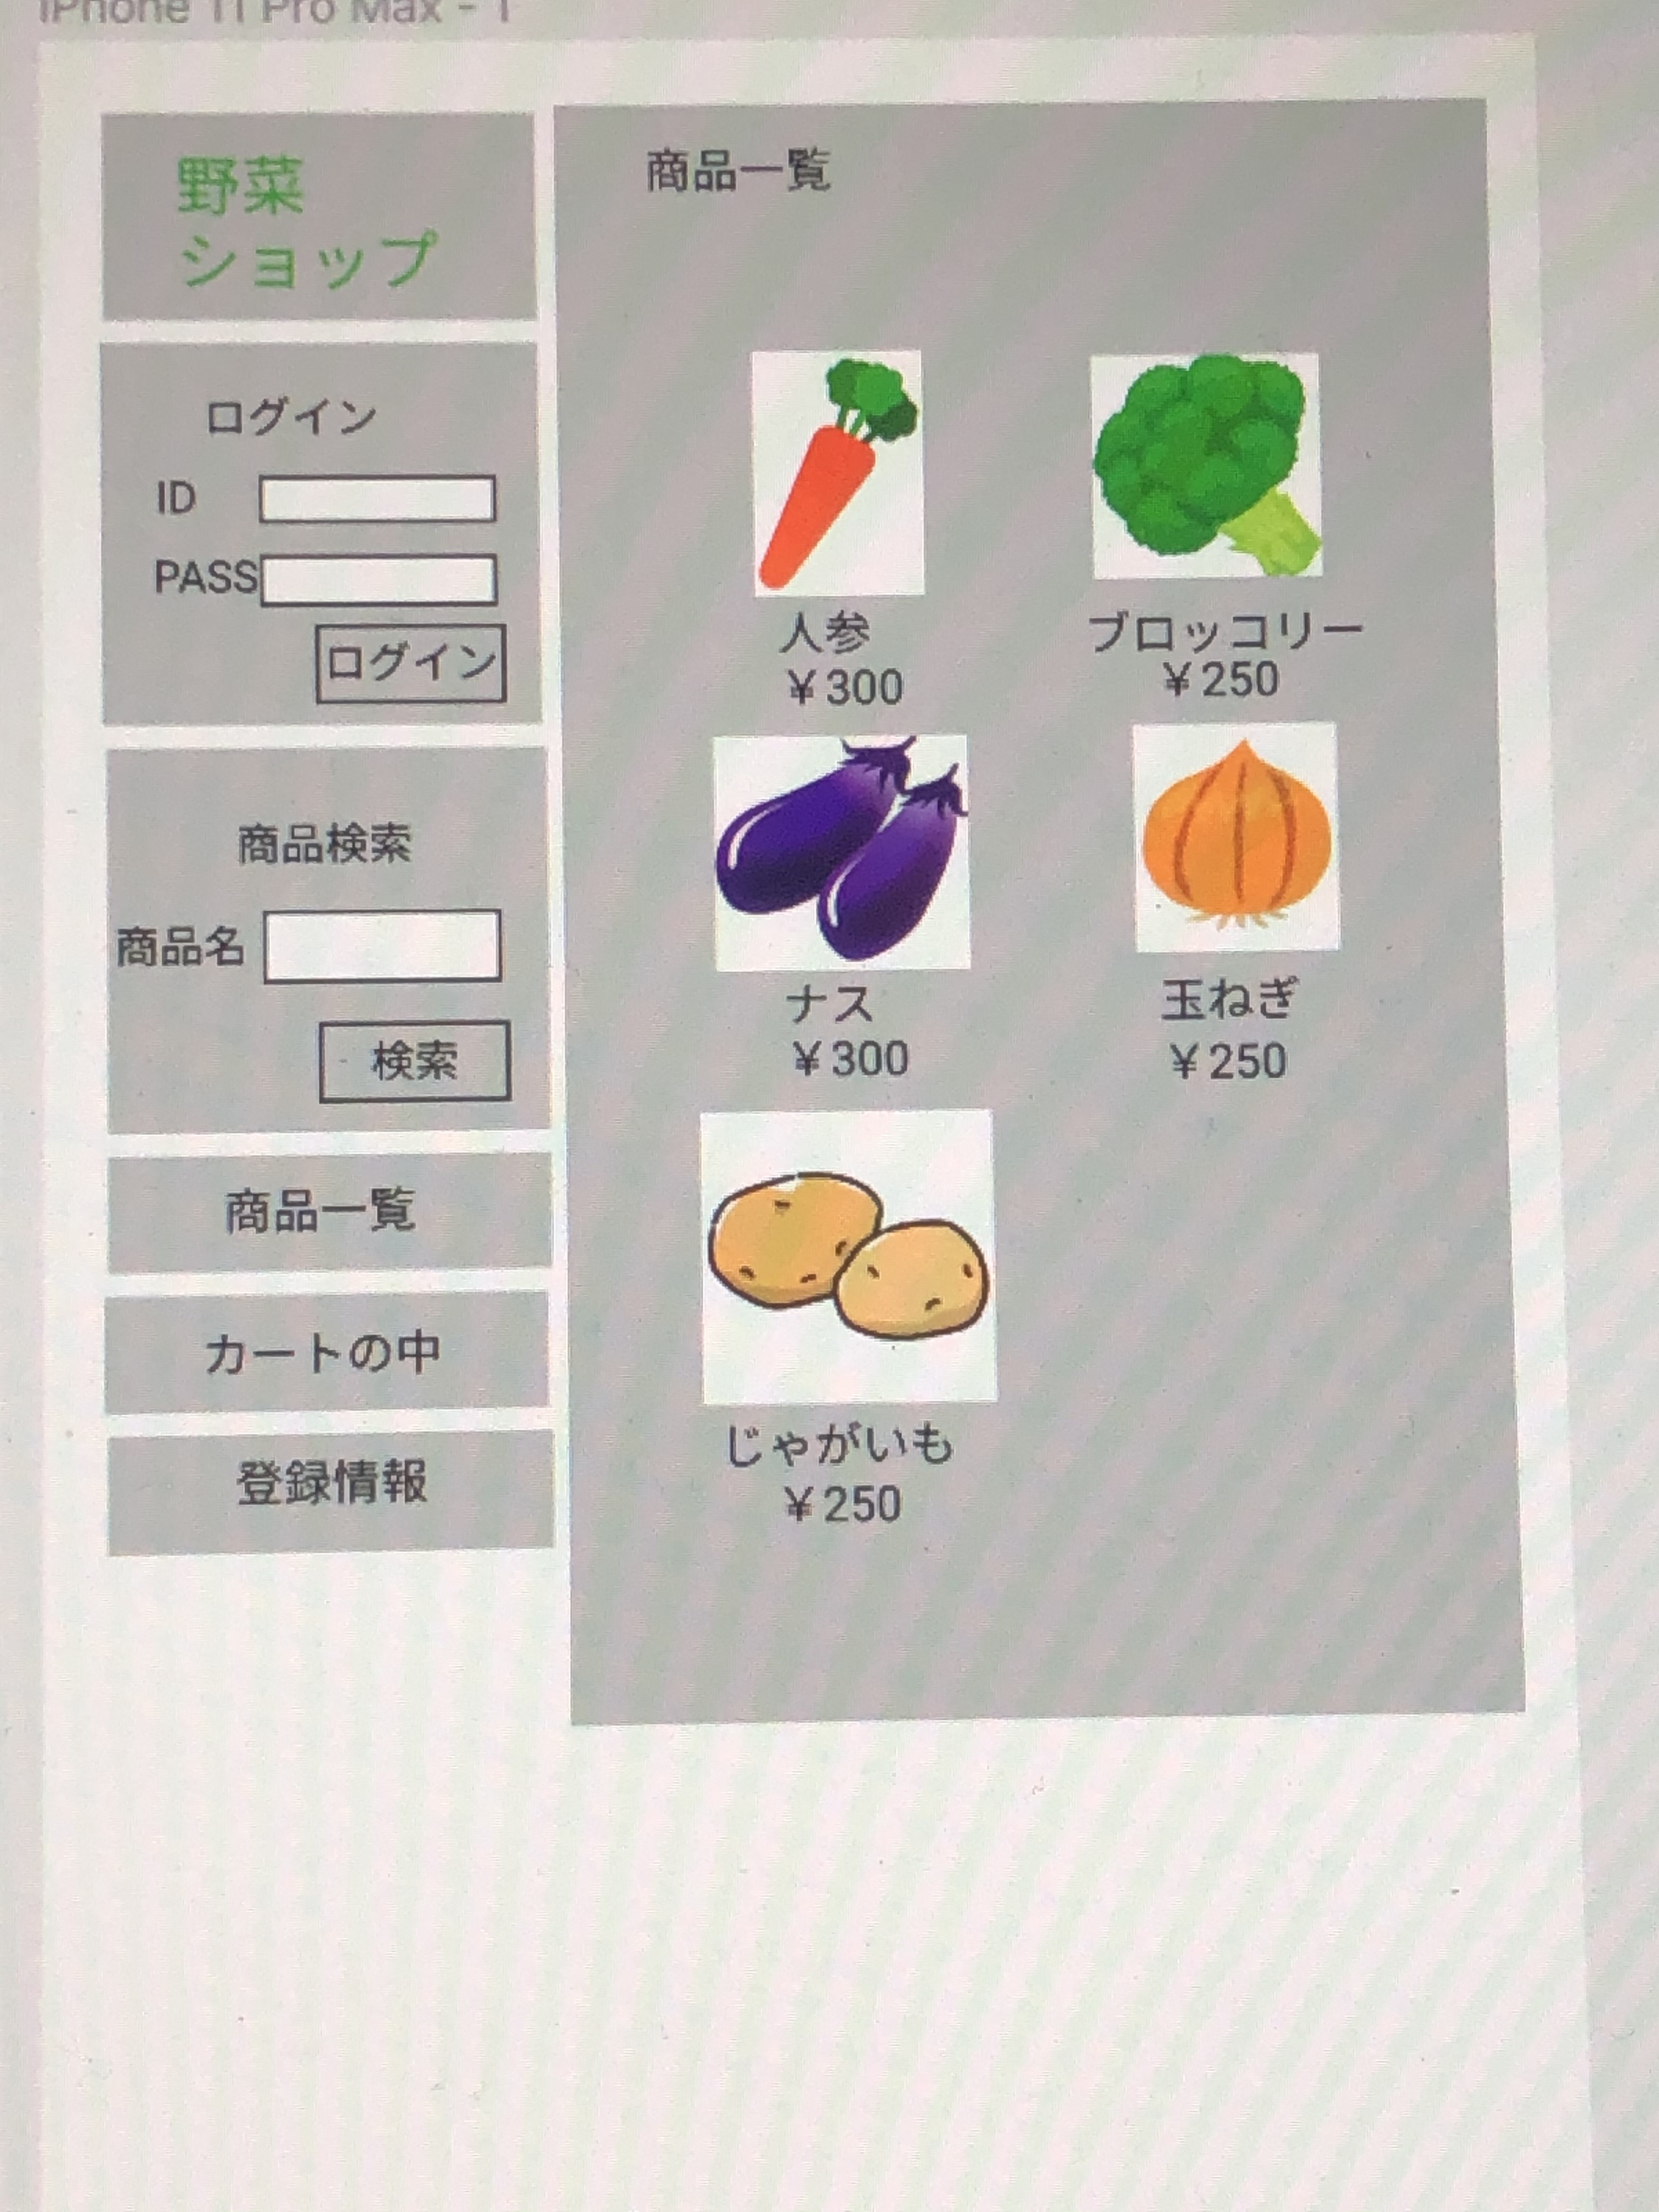 iPhone 11 Pro Max - 1
野菜
ショップ
ログイン
ID
PASS
ログイン
商品検索
商品名
検索
商品一覧
カートの中
登録情報
商品一覧
人参
¥300
ブロッコリー
¥250
ナス
¥300
玉ねぎ
¥250
じゃがいも
¥250